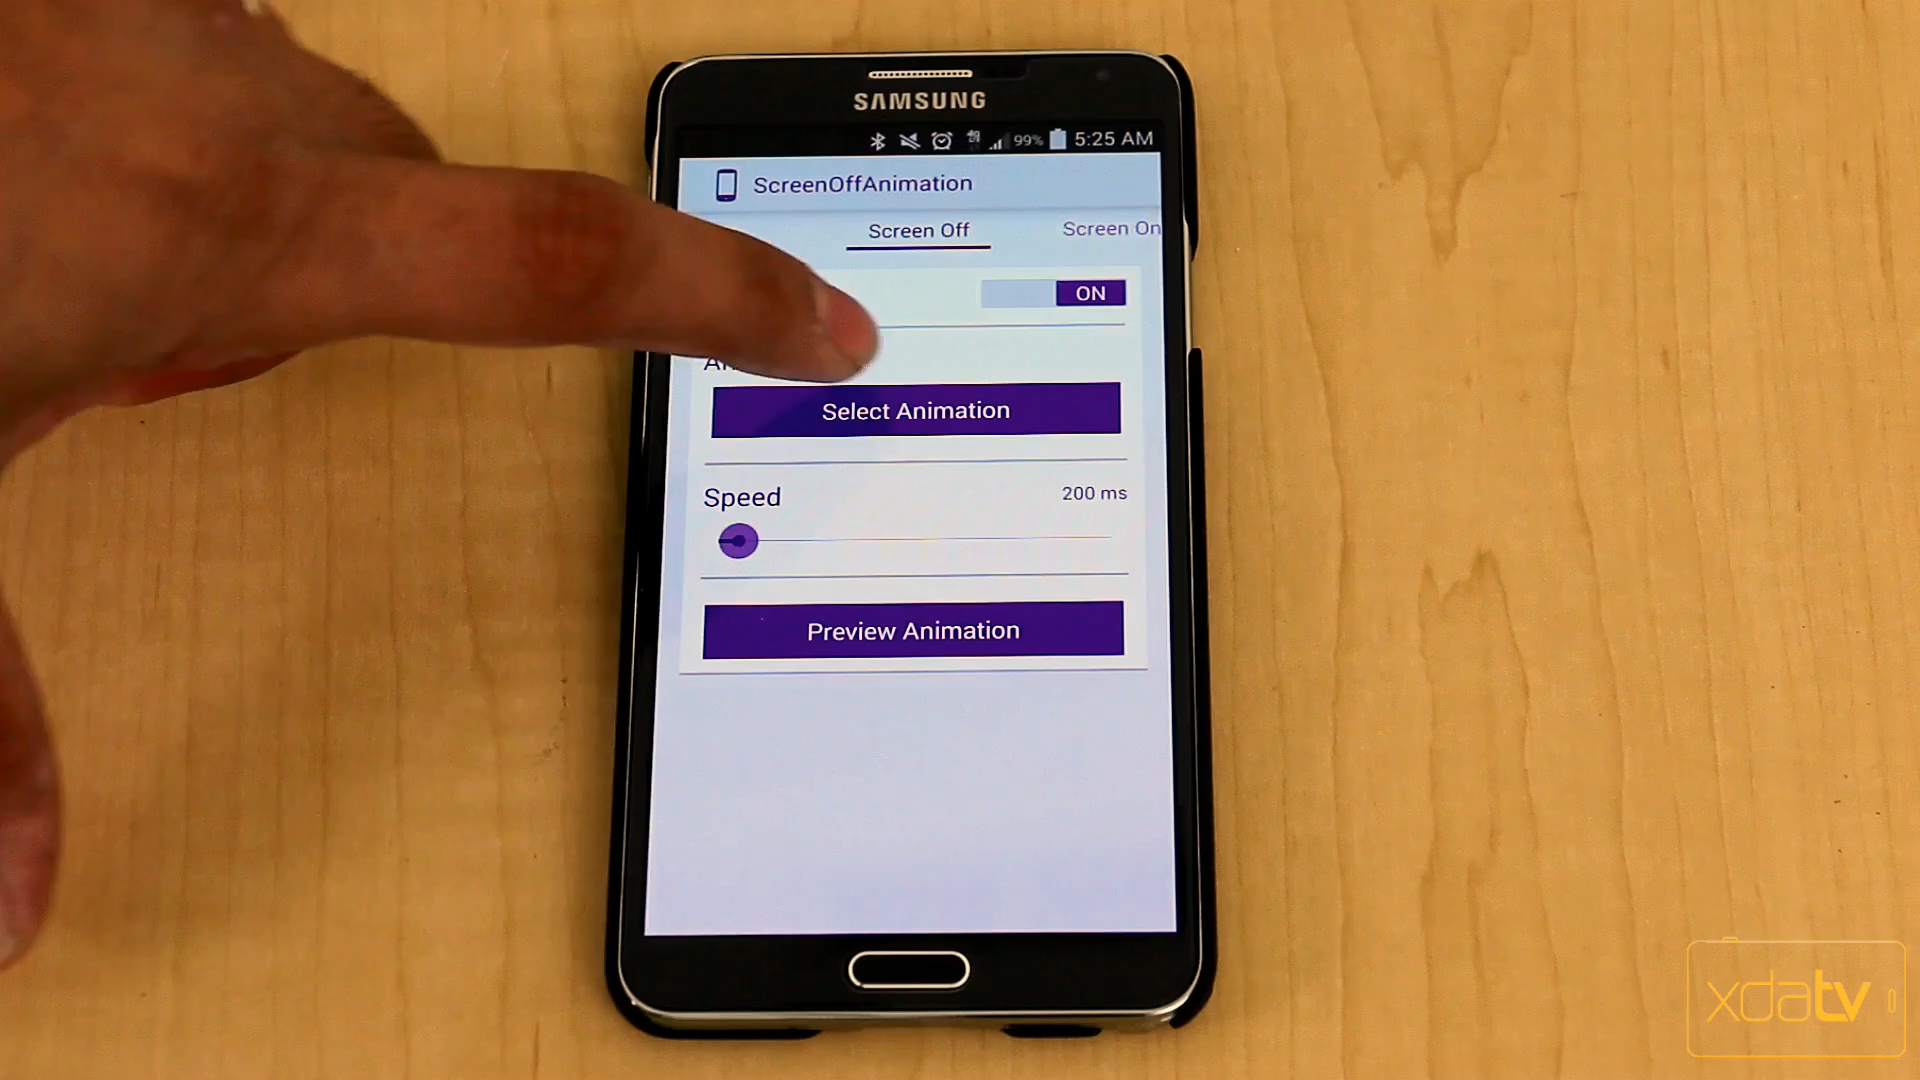 SAMSUNG
99% 5:25 AM
ScreenOffAnimation
Screen Off Screen On
ON
Select Animation
Speed 200 ms
Preview Animation
xdatv